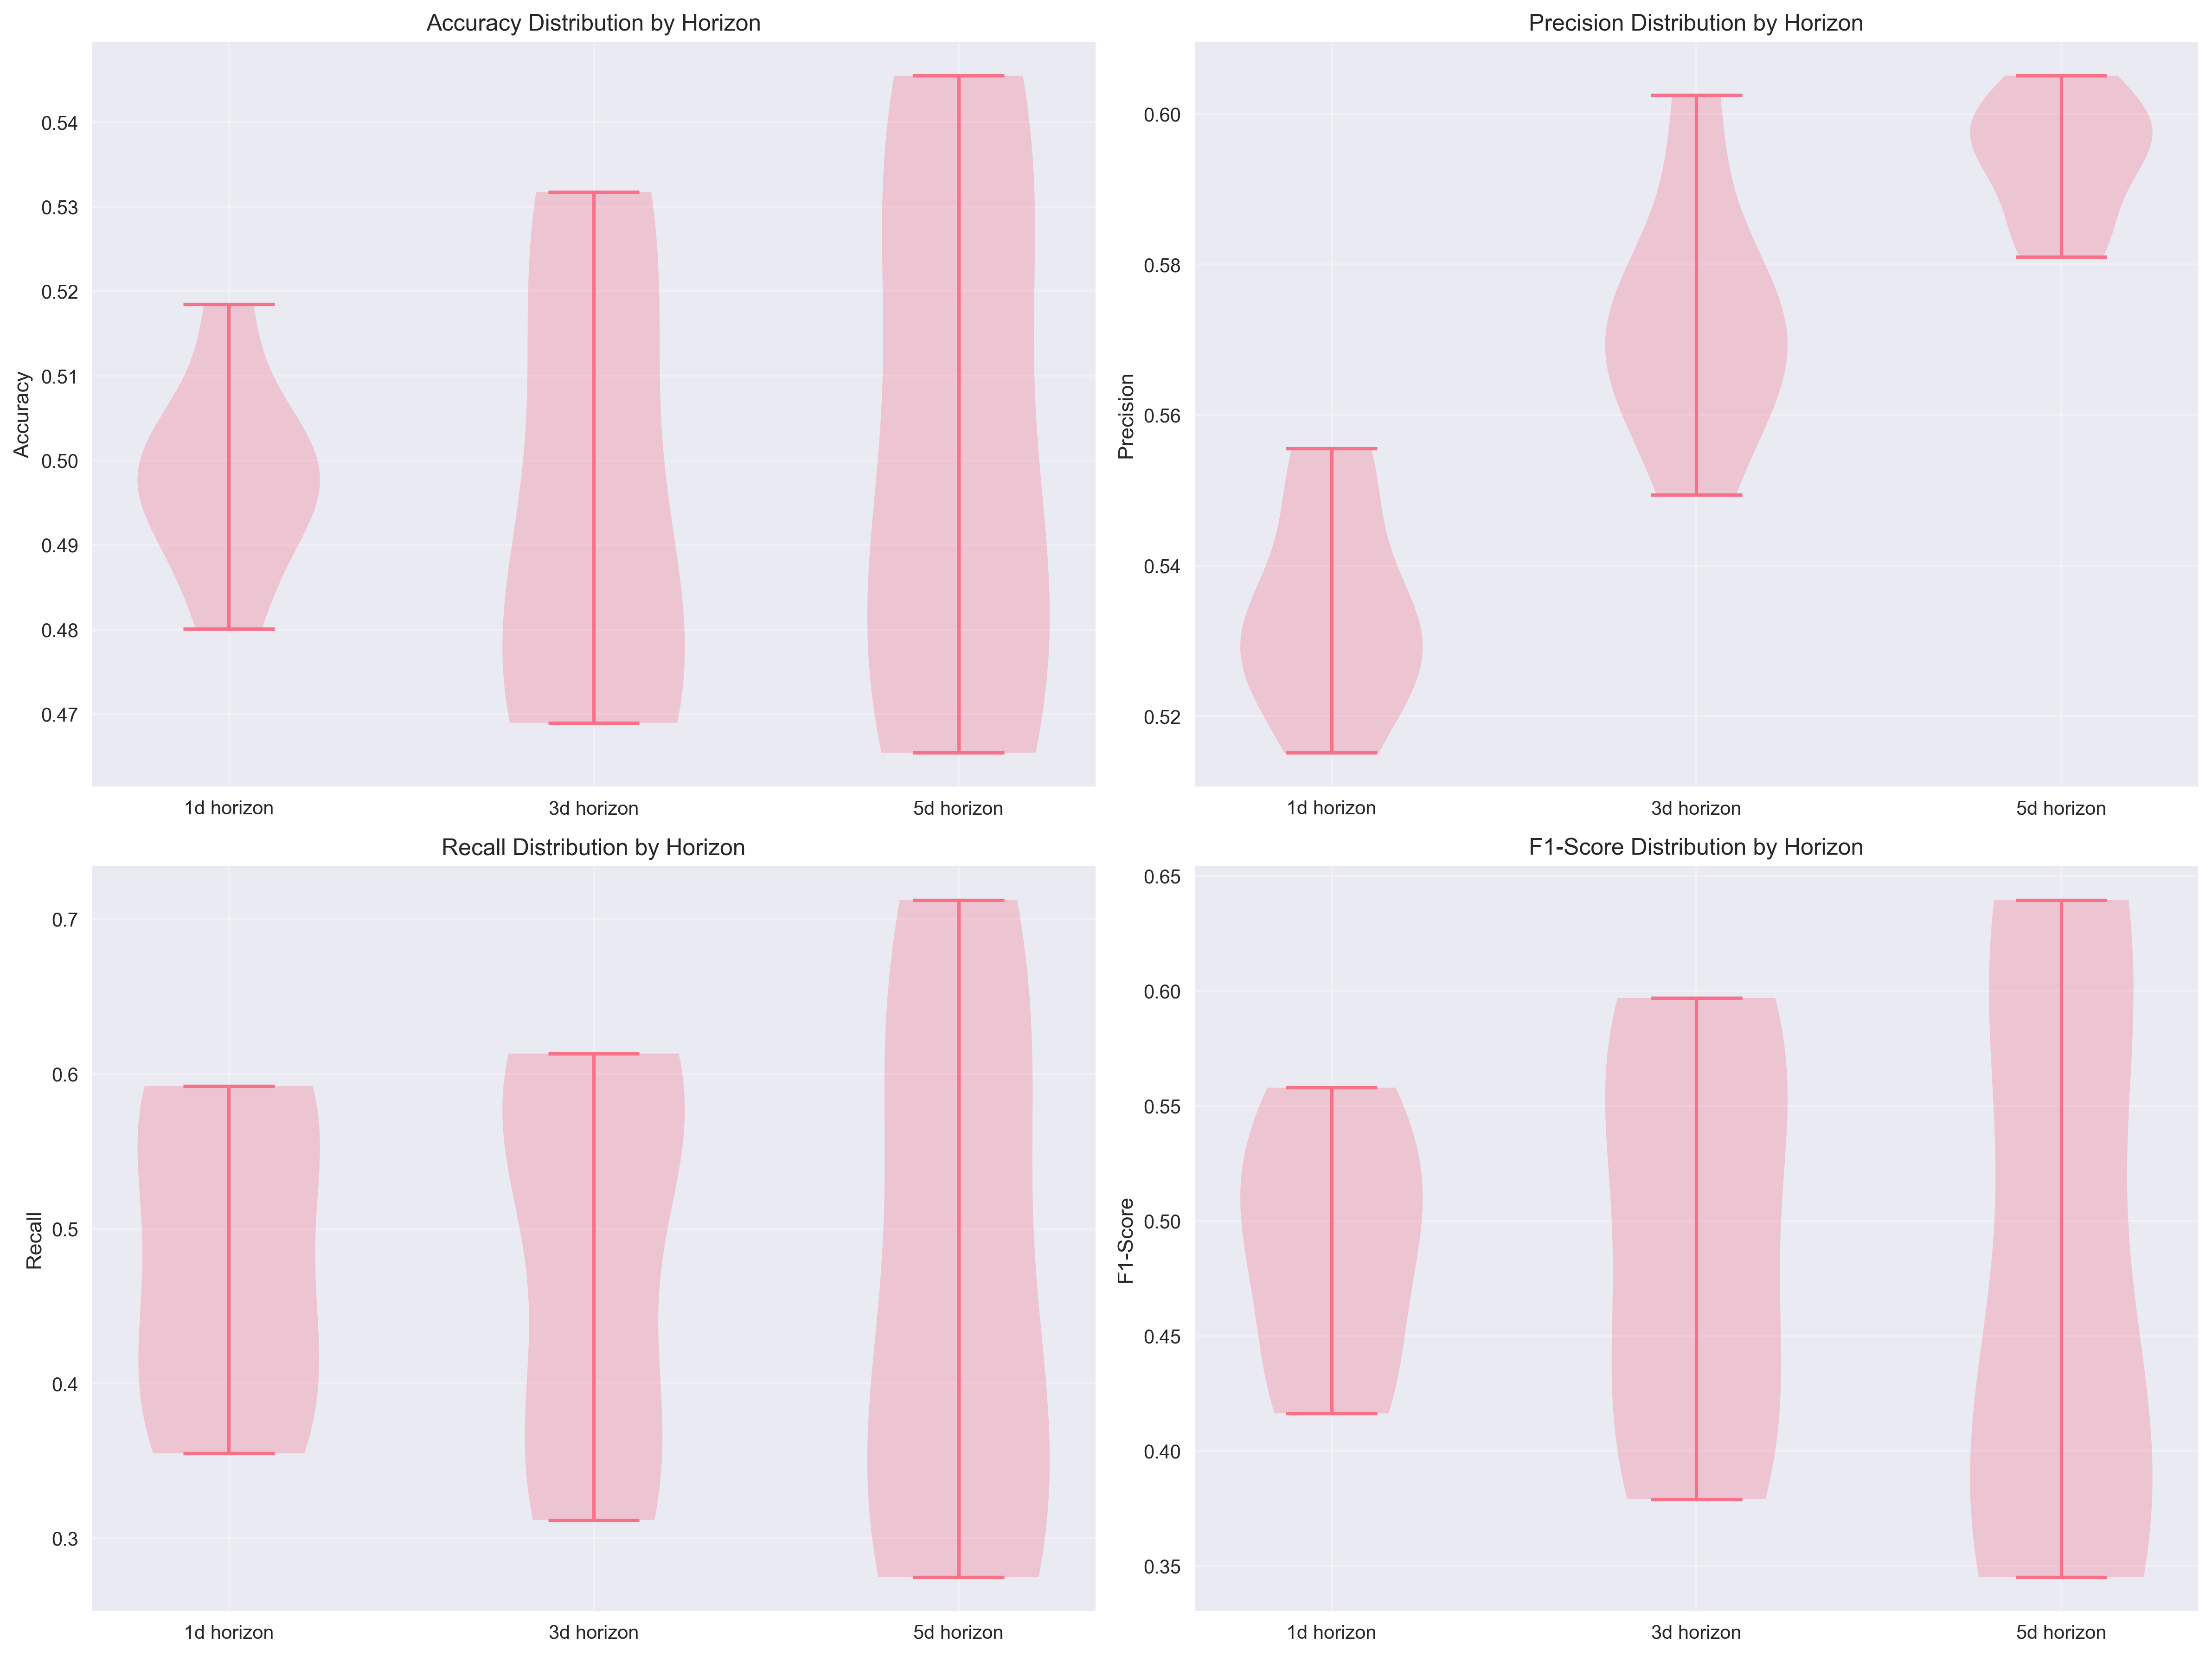 Accuracy Distribution by Horizon
Accuracy
0.54
0.53
0.52
0.51
0.50
0.49
0.48
0.47
1d horizon
3d horizon
5d horizon
Precision Distribution by Horizon
Precision
0.60
0.58
0.56
0.54
0.52
1d horizon
3d horizon
5d horizon
Recall Distribution by Horizon
Recall
0.7
0.6
0.5
0.4
0.3
1d horizon
3d horizon
5d horizon
F1-Score Distribution by Horizon
F1-Score
0.65
0.60
0.55
0.50
0.45
0.40
0.35
1d horizon
3d horizon
5d horizon